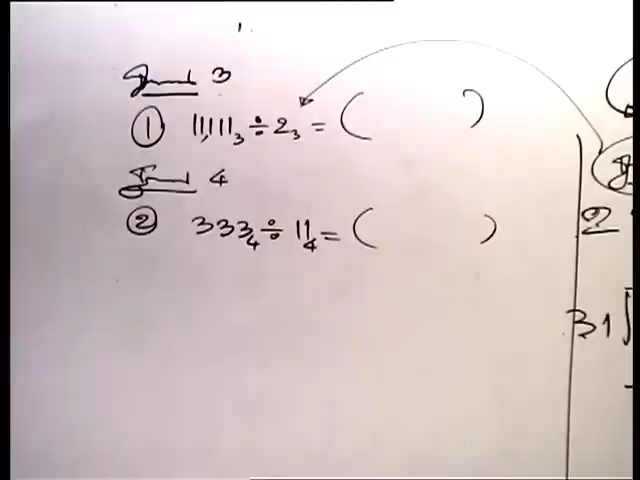 3
① 11,111₃ ÷ 2₃ = ( )
4
② 333₄ ÷ 11₄ = ( )
2
31